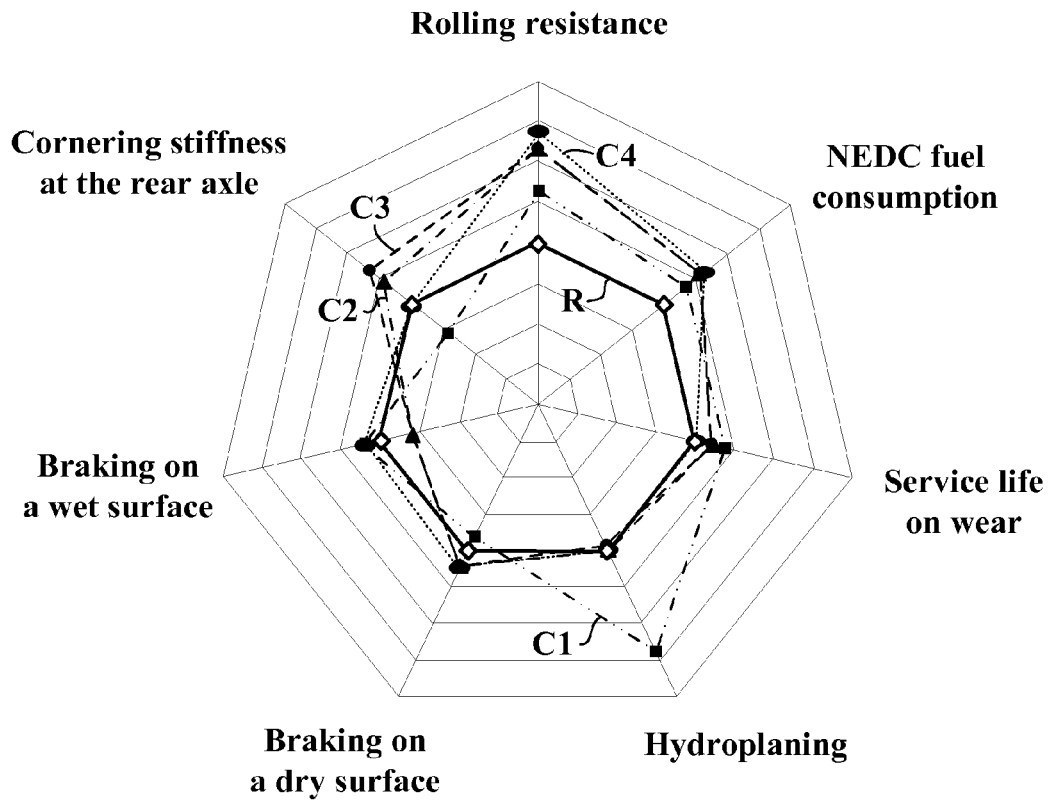 Rolling resistance
Cornering stiffness
at the rear axle
NEDC fuel
consumption
C4
C3
C2
R
Braking on
a wet surface
Service life
on wear
C1
Braking on
a dry surface
Hydroplaning